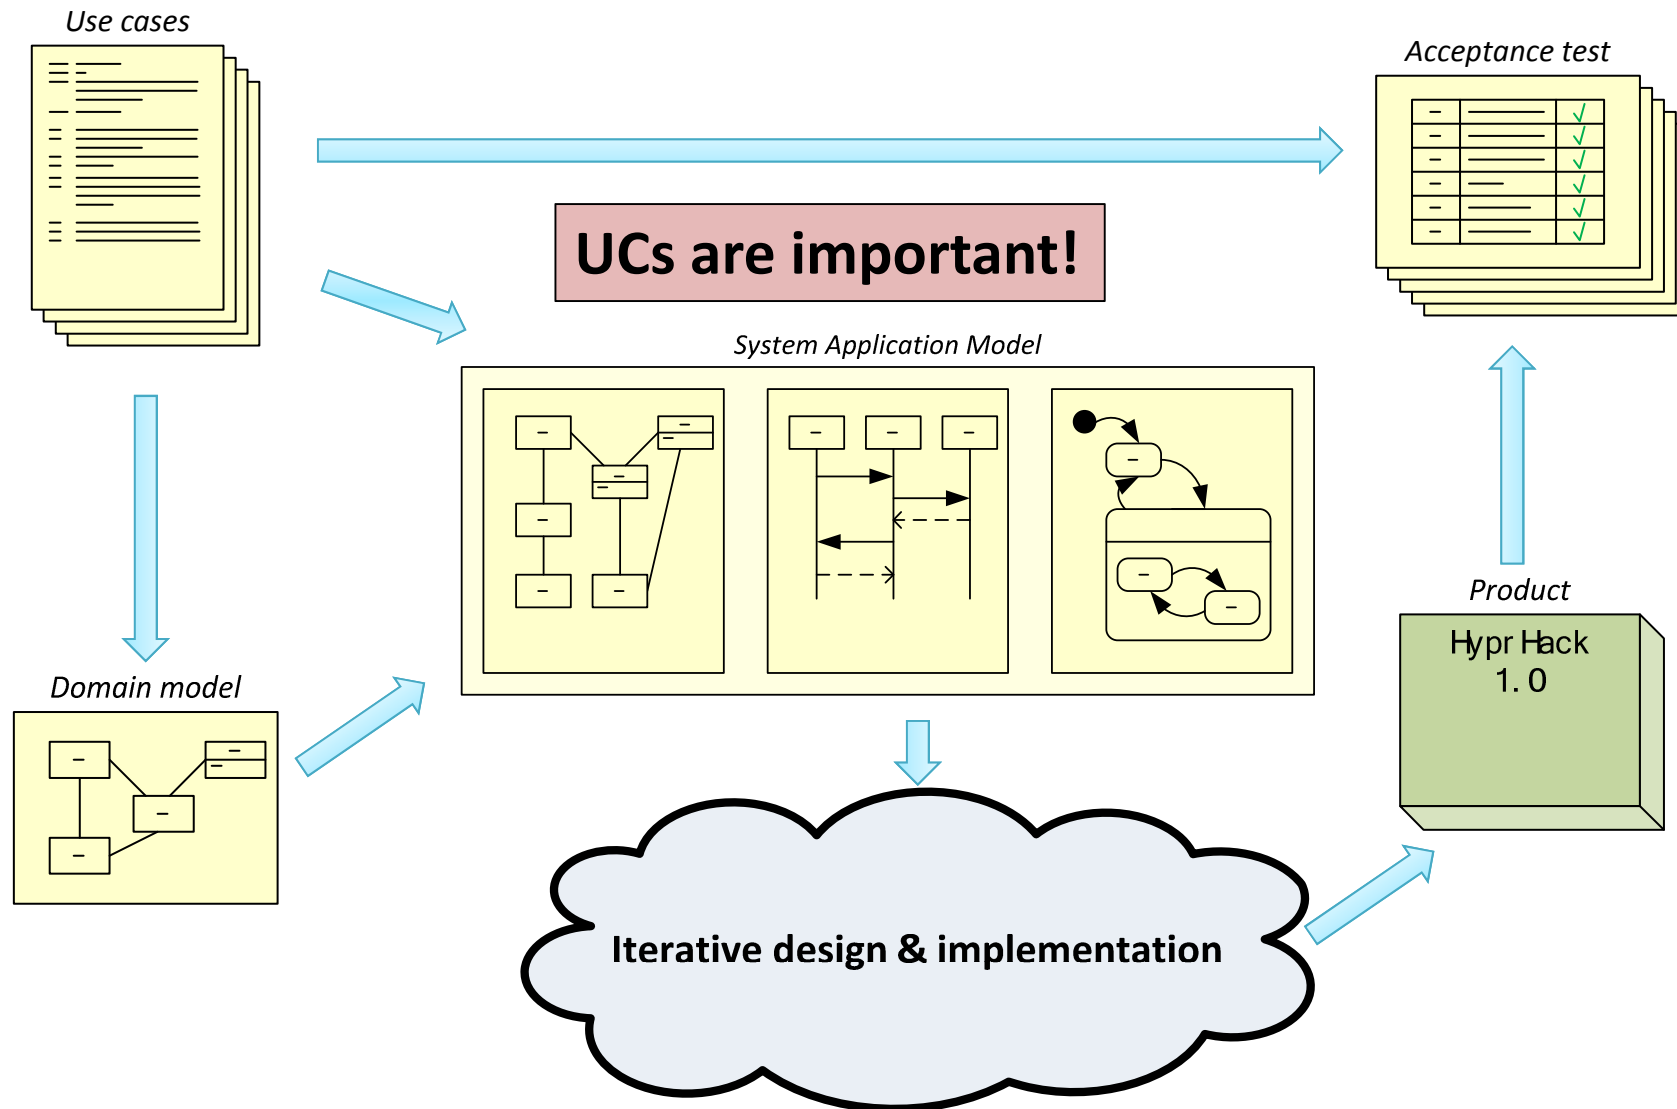 Use cases
Acceptance test
UCs are important!
System Application Model
Product
Hypr Hack
1.0
Domain model
Iterative design & implementation